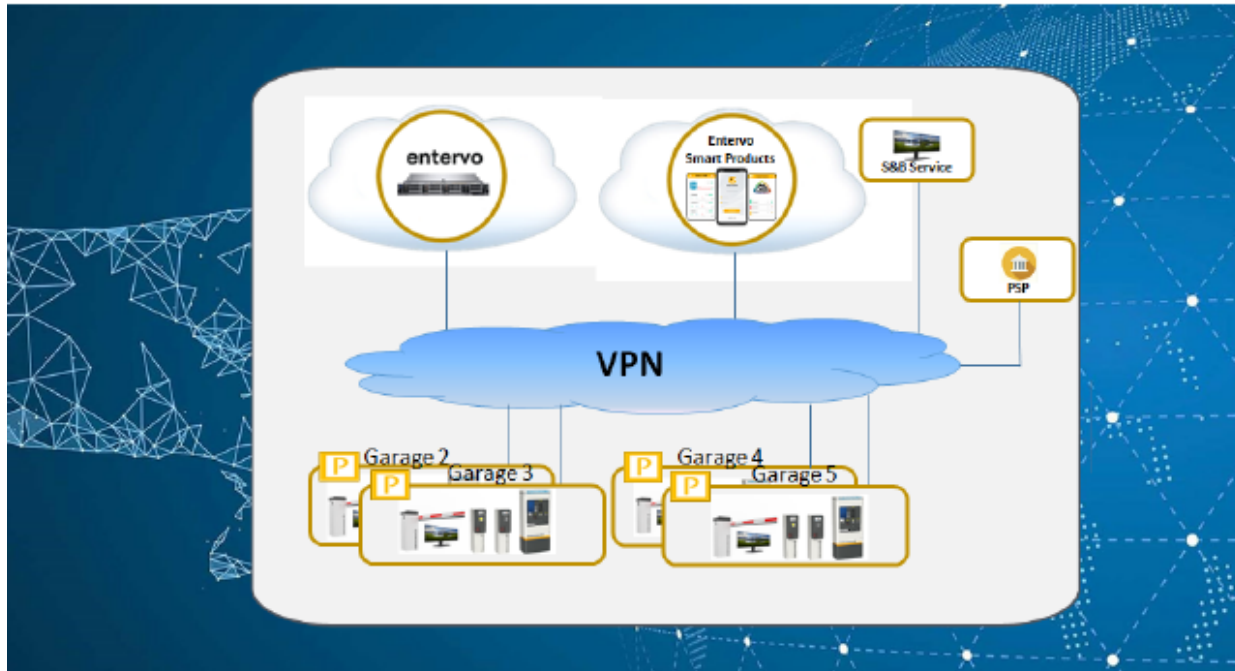 entervo
Entervo
Smart Products
S&B Service
PSP
VPN
Garage 2
P
Garage 3
P
Garage 4
P
Garage 5
P